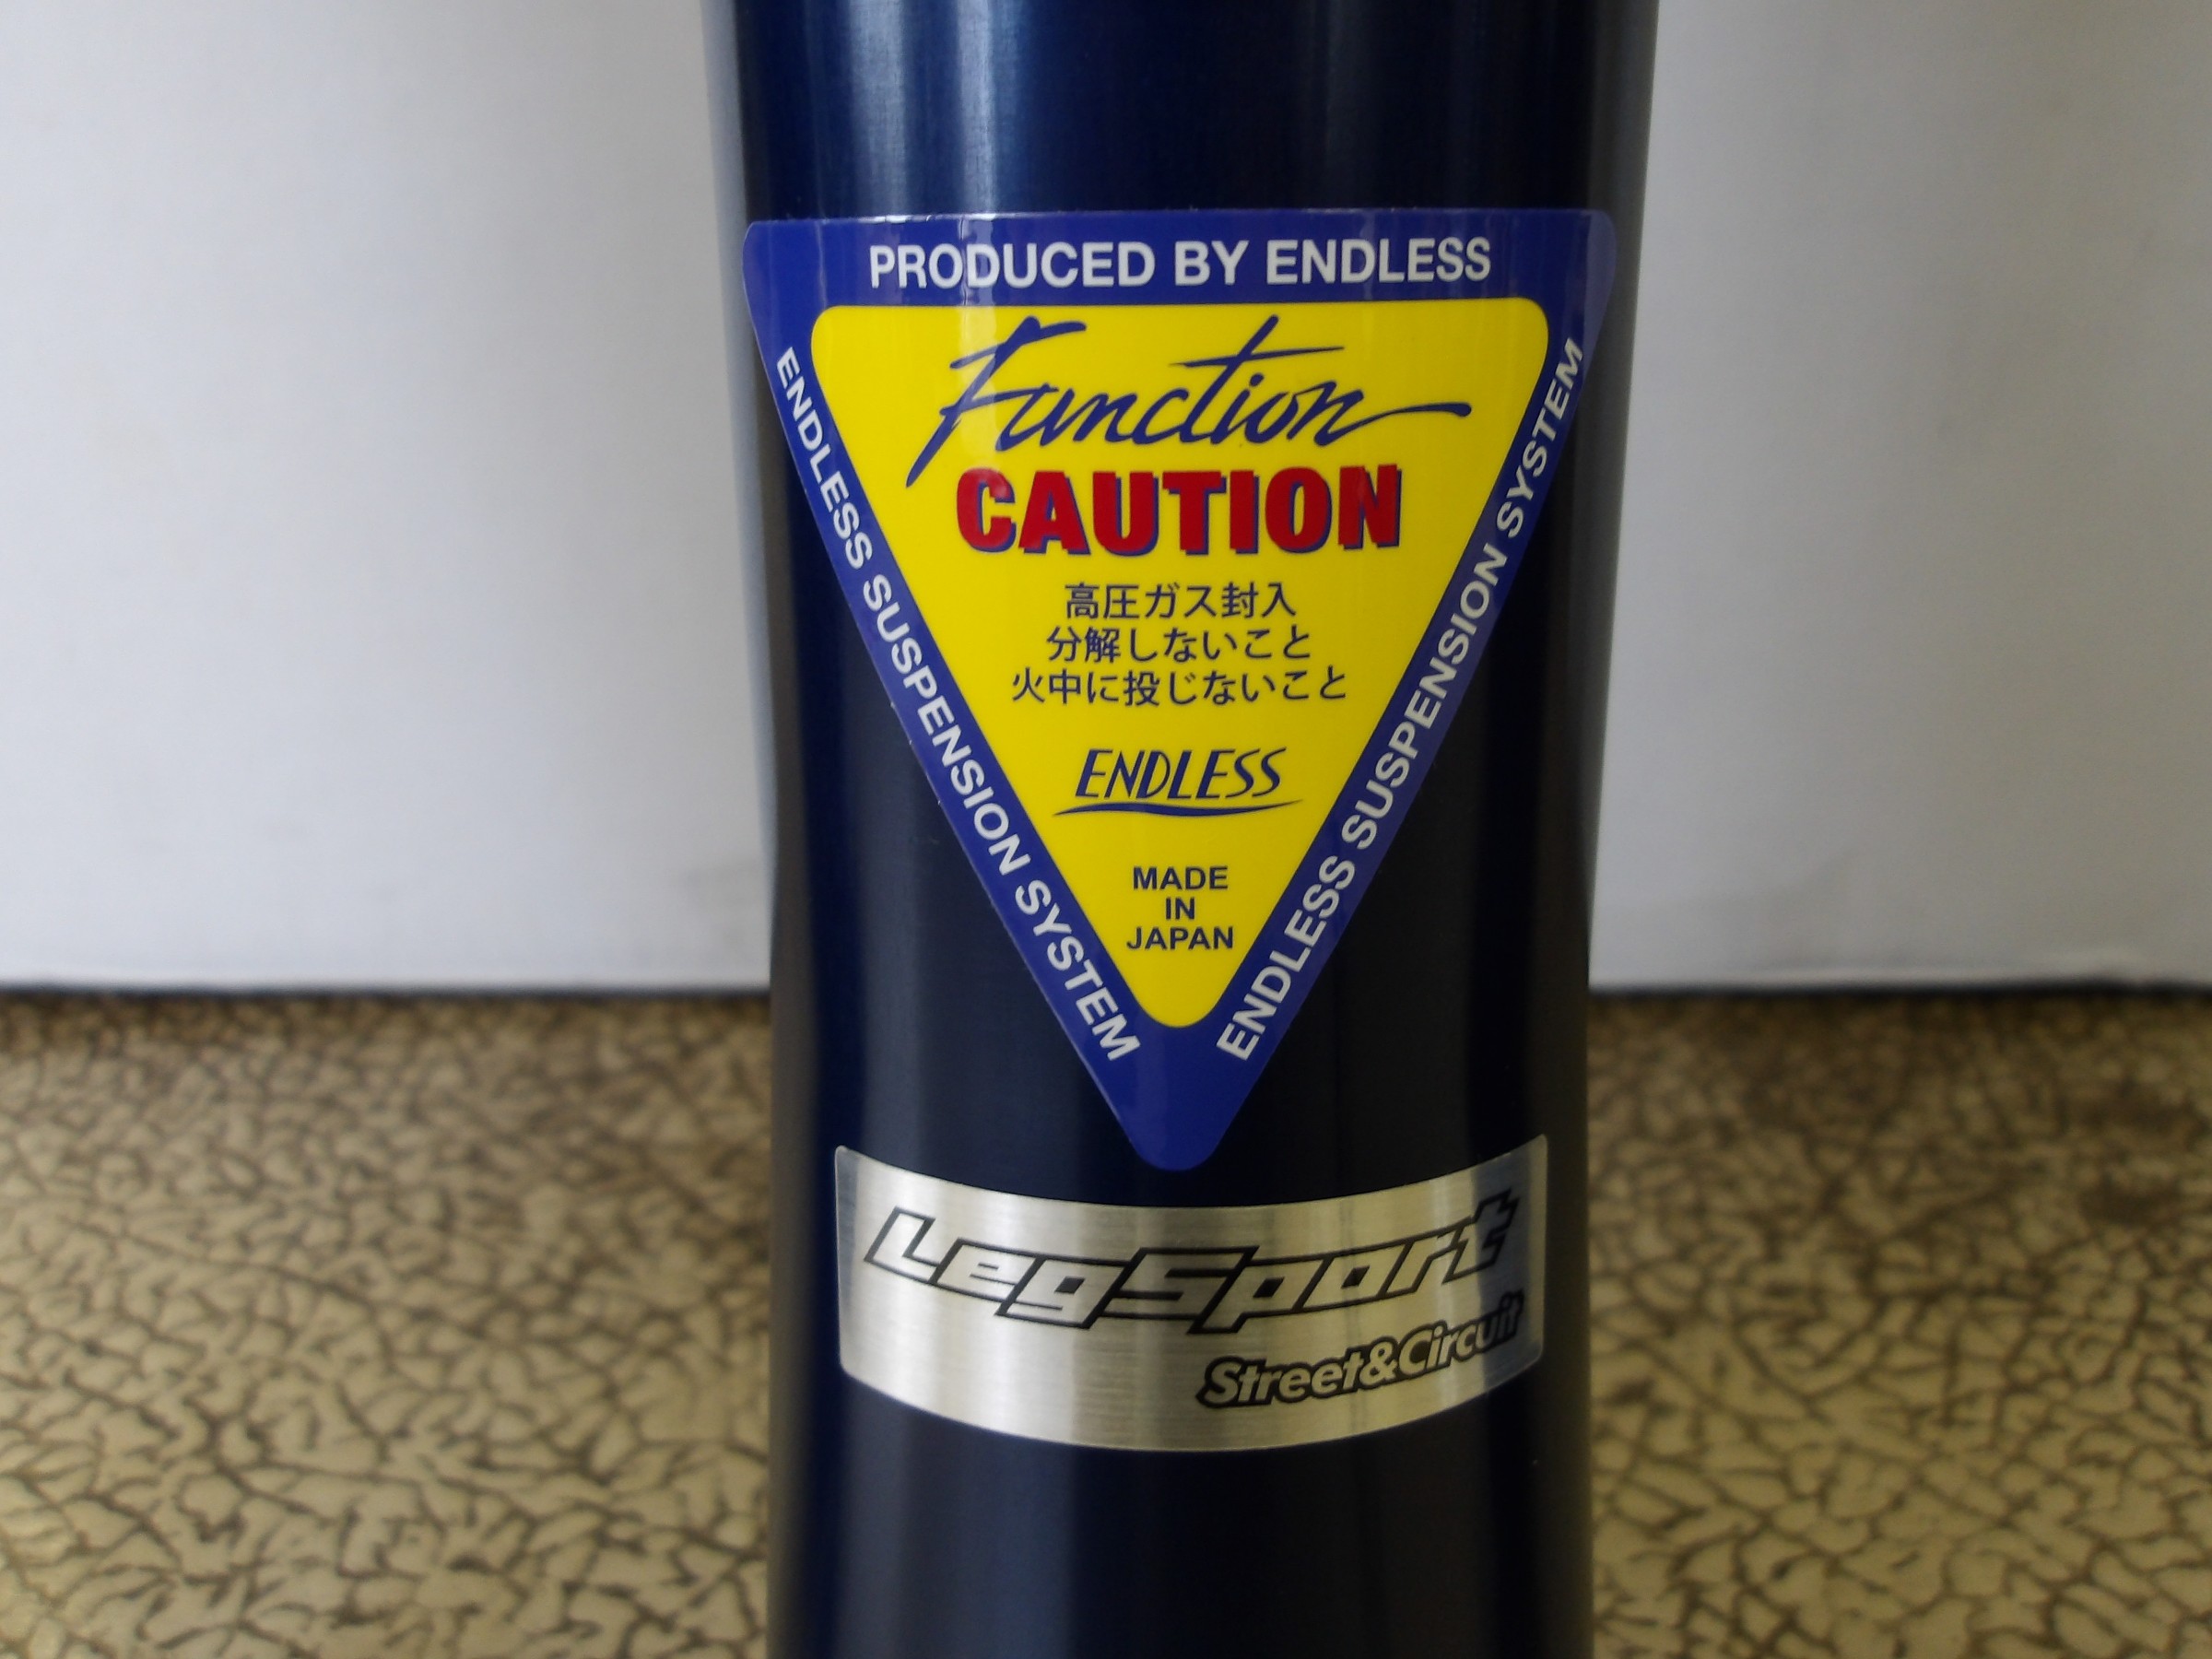 PRODUCED BY ENDLESS
ENDLESS SUSPENSION SYSTEM
ENDLESS SUSPENSION SYSTEM
Function
CAUTION
高圧ガス封入
分解しないこと
火中に投じないこと
ENDLESS
MADE
IN
JAPAN
LegSport
Street&Circuit